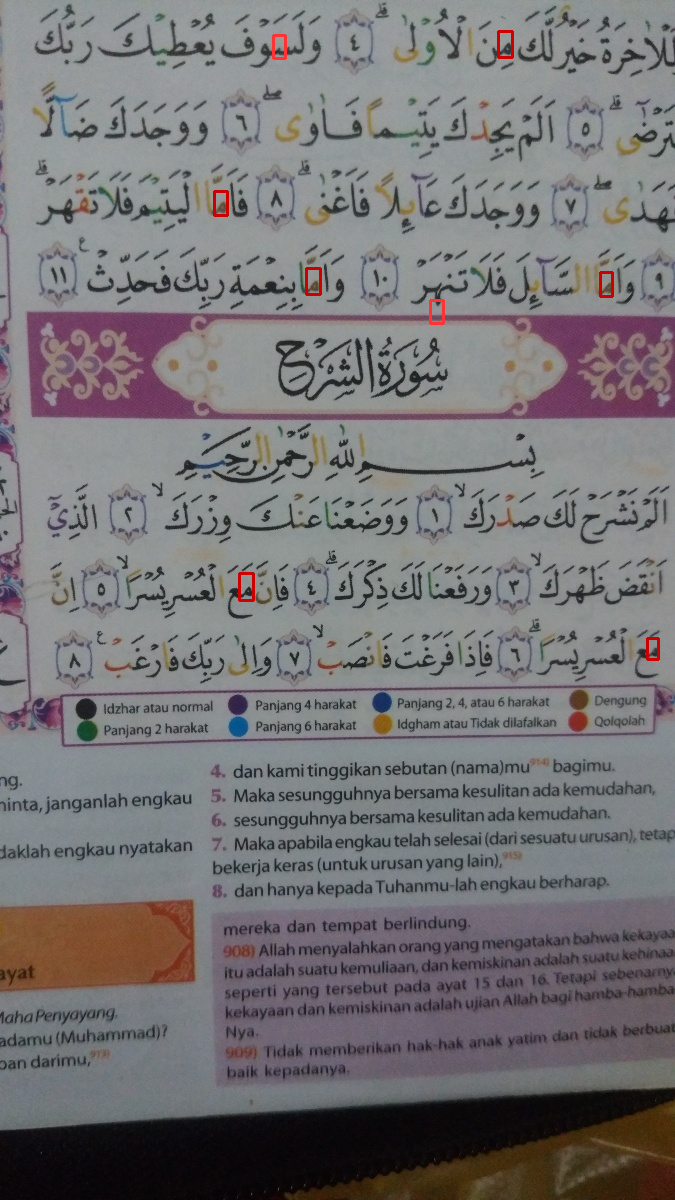 لَلْاٰخِرَةُ خَيْرٌ لَّكَ مِنَ الْاُوْلٰىۗ ٤ وَلَسَوْفَ يُعْطِيْكَ رَبُّكَ
فَتَرْضٰىۗ ٥ اَلَمْ يَجِدْكَ يَتِيْمًا فَاٰوٰىۖ ٦ وَوَجَدَكَ ضَاۤلًّا
فَهَدٰىۖ ٧ وَوَجَدَكَ عَاۤىِٕلًا فَاَغْنٰىۗ ٨ فَاَمَّا الْيَتِيْمَ فَلَا تَقْهَرْۗ
٩ وَاَمَّا السَّاۤىِٕلَ فَلَا تَنْهَرْ ١٠ وَاَمَّا بِنِعْمَةِ رَبِّكَ فَحَدِّثْ ࣖ ١١
سُوْرَةُ الشَّرْحِ
بِسْمِ اللّٰهِ الرَّحْمٰنِ الرَّحِيْمِ
اَلَمْ نَشْرَحْ لَكَ صَدْرَكَۙ ١ وَوَضَعْنَا عَنْكَ وِزْرَكَۙ ٢ الَّذِيْٓ
اَنْقَضَ ظَهْرَكَۙ ٣ وَرَفَعْنَا لَكَ ذِكْرَكَۗ ٤ فَاِنَّ مَعَ الْعُسْرِ يُسْرًاۙ ٥ اِنَّ
مَعَ الْعُسْرِ يُسْرًاۗ ٦ فَاِذَا فَرَغْتَ فَانْصَبْۙ ٧ وَاِلٰى رَبِّكَ فَارْغَبْ ࣖ ٨
Idzhar atau normal Panjang 4 harakat Panjang 2, 4, atau 6 harakat Dengung
Panjang 2 harakat Panjang 6 harakat Idgham atau Tidak dilafalkan Qolqolah
ng.
minta, janganlah engkau
daklah engkau nyatakan
4. dan kami tinggikan sebutan (nama)mu914) bagimu.
5. Maka sesungguhnya bersama kesulitan ada kemudahan,
6. sesungguhnya bersama kesulitan ada kemudahan.
7. Maka apabila engkau telah selesai (dari sesuatu urusan), tetap
bekerja keras (untuk urusan yang lain),915)
8. dan hanya kepada Tuhanmu-lah engkau berharap.
ayat
Maha Penyayang.
adamu (Muhammad)?
ban darimu,913)
mereka dan tempat berlindung.
908) Allah menyalahkan orang yang mengatakan bahwa kekayaa
itu adalah suatu kemuliaan, dan kemiskinan adalah suatu kehinaa
seperti yang tersebut pada ayat 15 dan 16. Tetapi sebenarny
kekayaan dan kemiskinan adalah ujian Allah bagi hamba-hamba
Nya.
909) Tidak memberikan hak-hak anak yatim dan tidak berbuat
baik kepadanya.